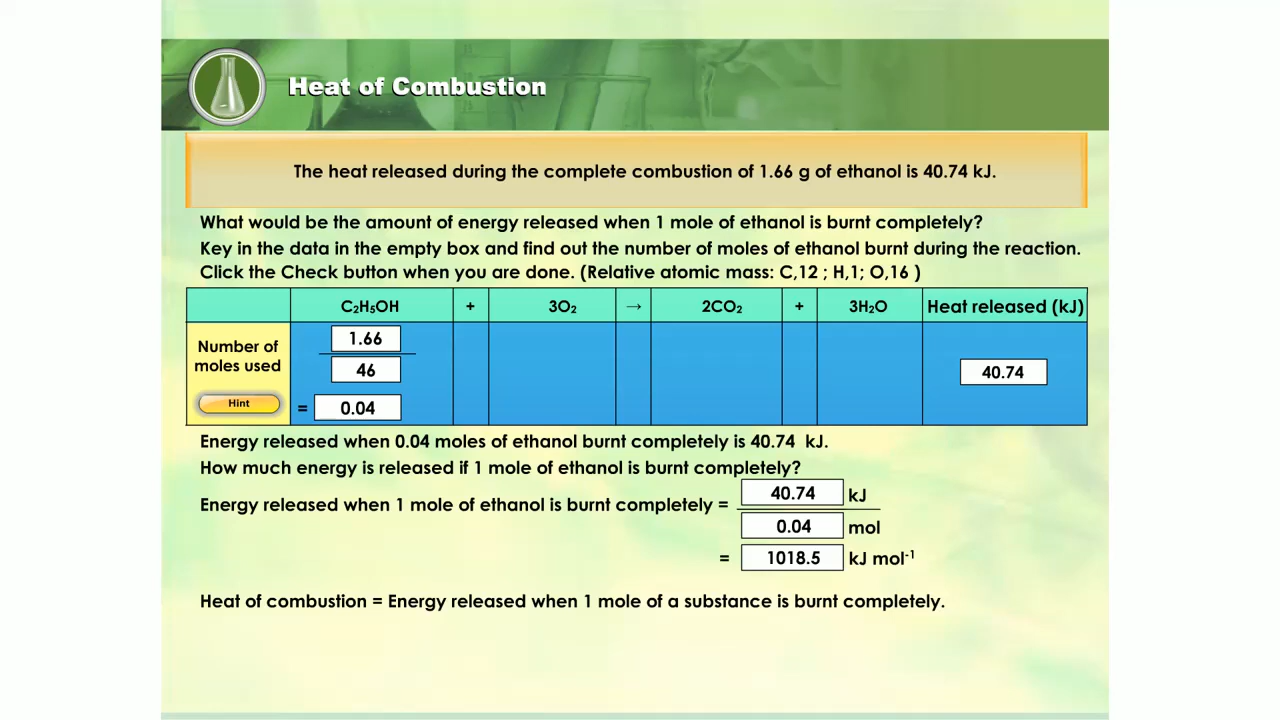 Heat of Combustion
The heat released during the complete combustion of 1.66 g of ethanol is 40.74 kJ.
What would be the amount of energy released when 1 mole of ethanol is burnt completely?
Key in the data in the empty box and find out the number of moles of ethanol burnt during the reaction.
Click the Check button when you are done. (Relative atomic mass: C,12 ; H,1; O,16 )
C₂H₅OH + 3O₂ → 2CO₂ + 3H₂O Heat released (kJ)
Number of moles used
1.66
46
= 0.04
40.74
Hint
Energy released when 0.04 moles of ethanol burnt completely is 40.74 kJ.
How much energy is released if 1 mole of ethanol is burnt completely?
Energy released when 1 mole of ethanol is burnt completely =
40.74 kJ
0.04 mol
= 1018.5 kJ mol⁻¹
Heat of combustion = Energy released when 1 mole of a substance is burnt completely.